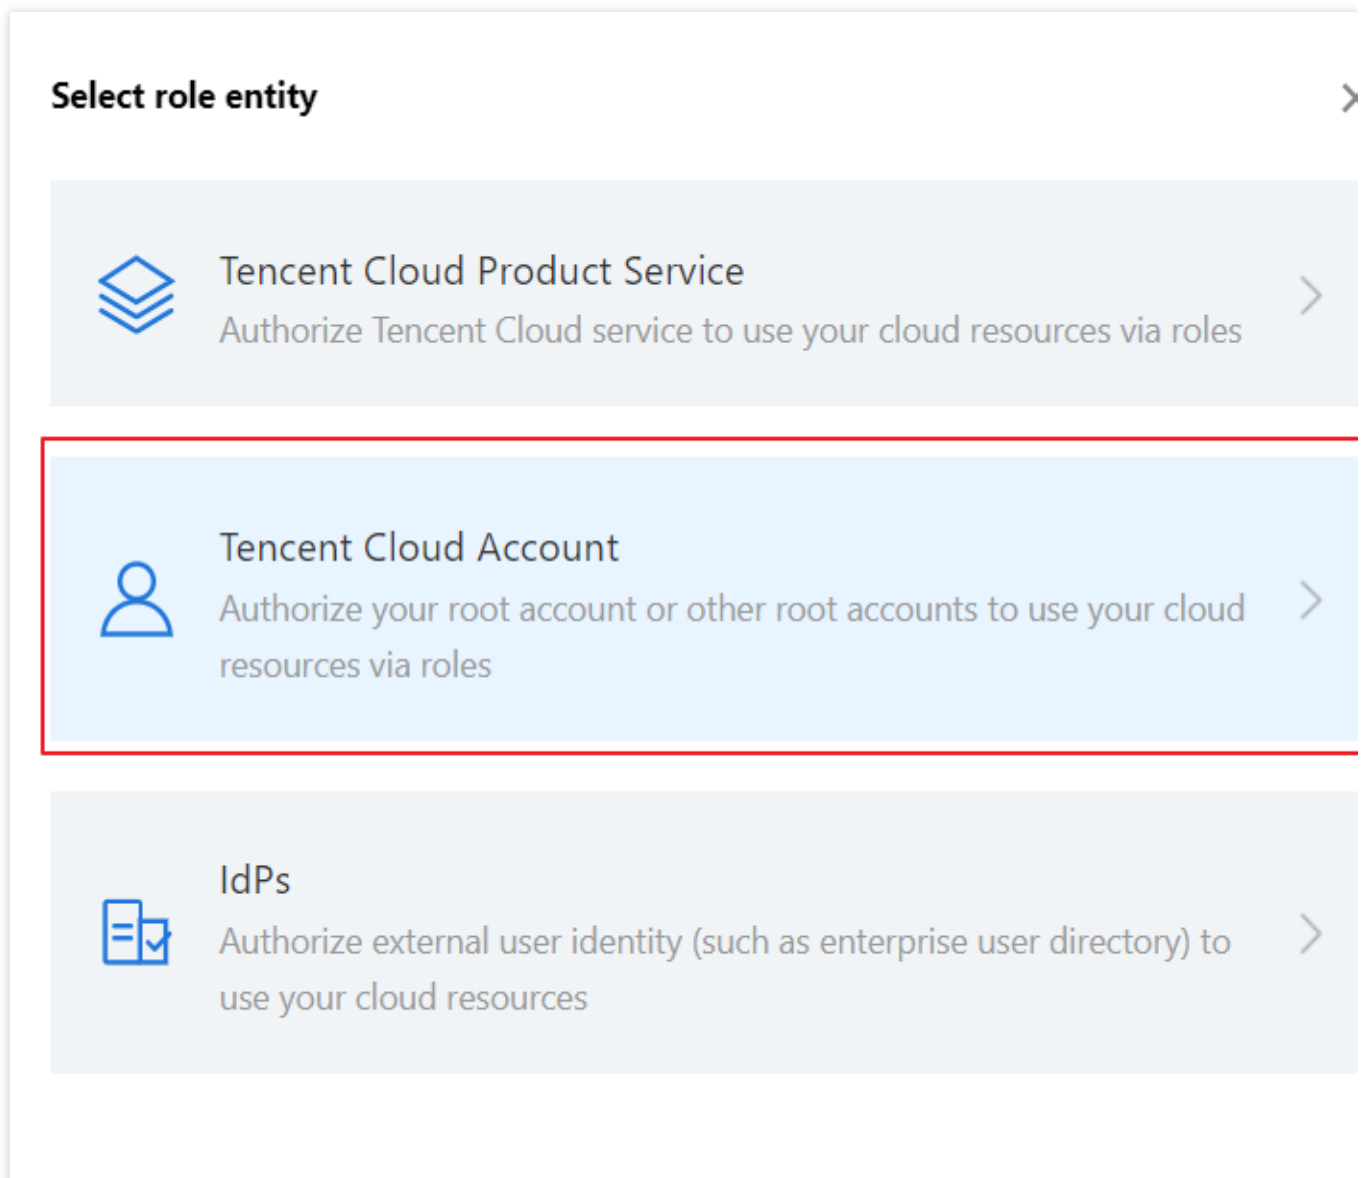 Select role entity
Tencent Cloud Product Service
Authorize Tencent Cloud service to use your cloud resources via roles
Tencent Cloud Account
Authorize your root account or other root accounts to use your cloud
resources via roles
IdPs
Authorize external user identity (such as enterprise user directory) to
use your cloud resources